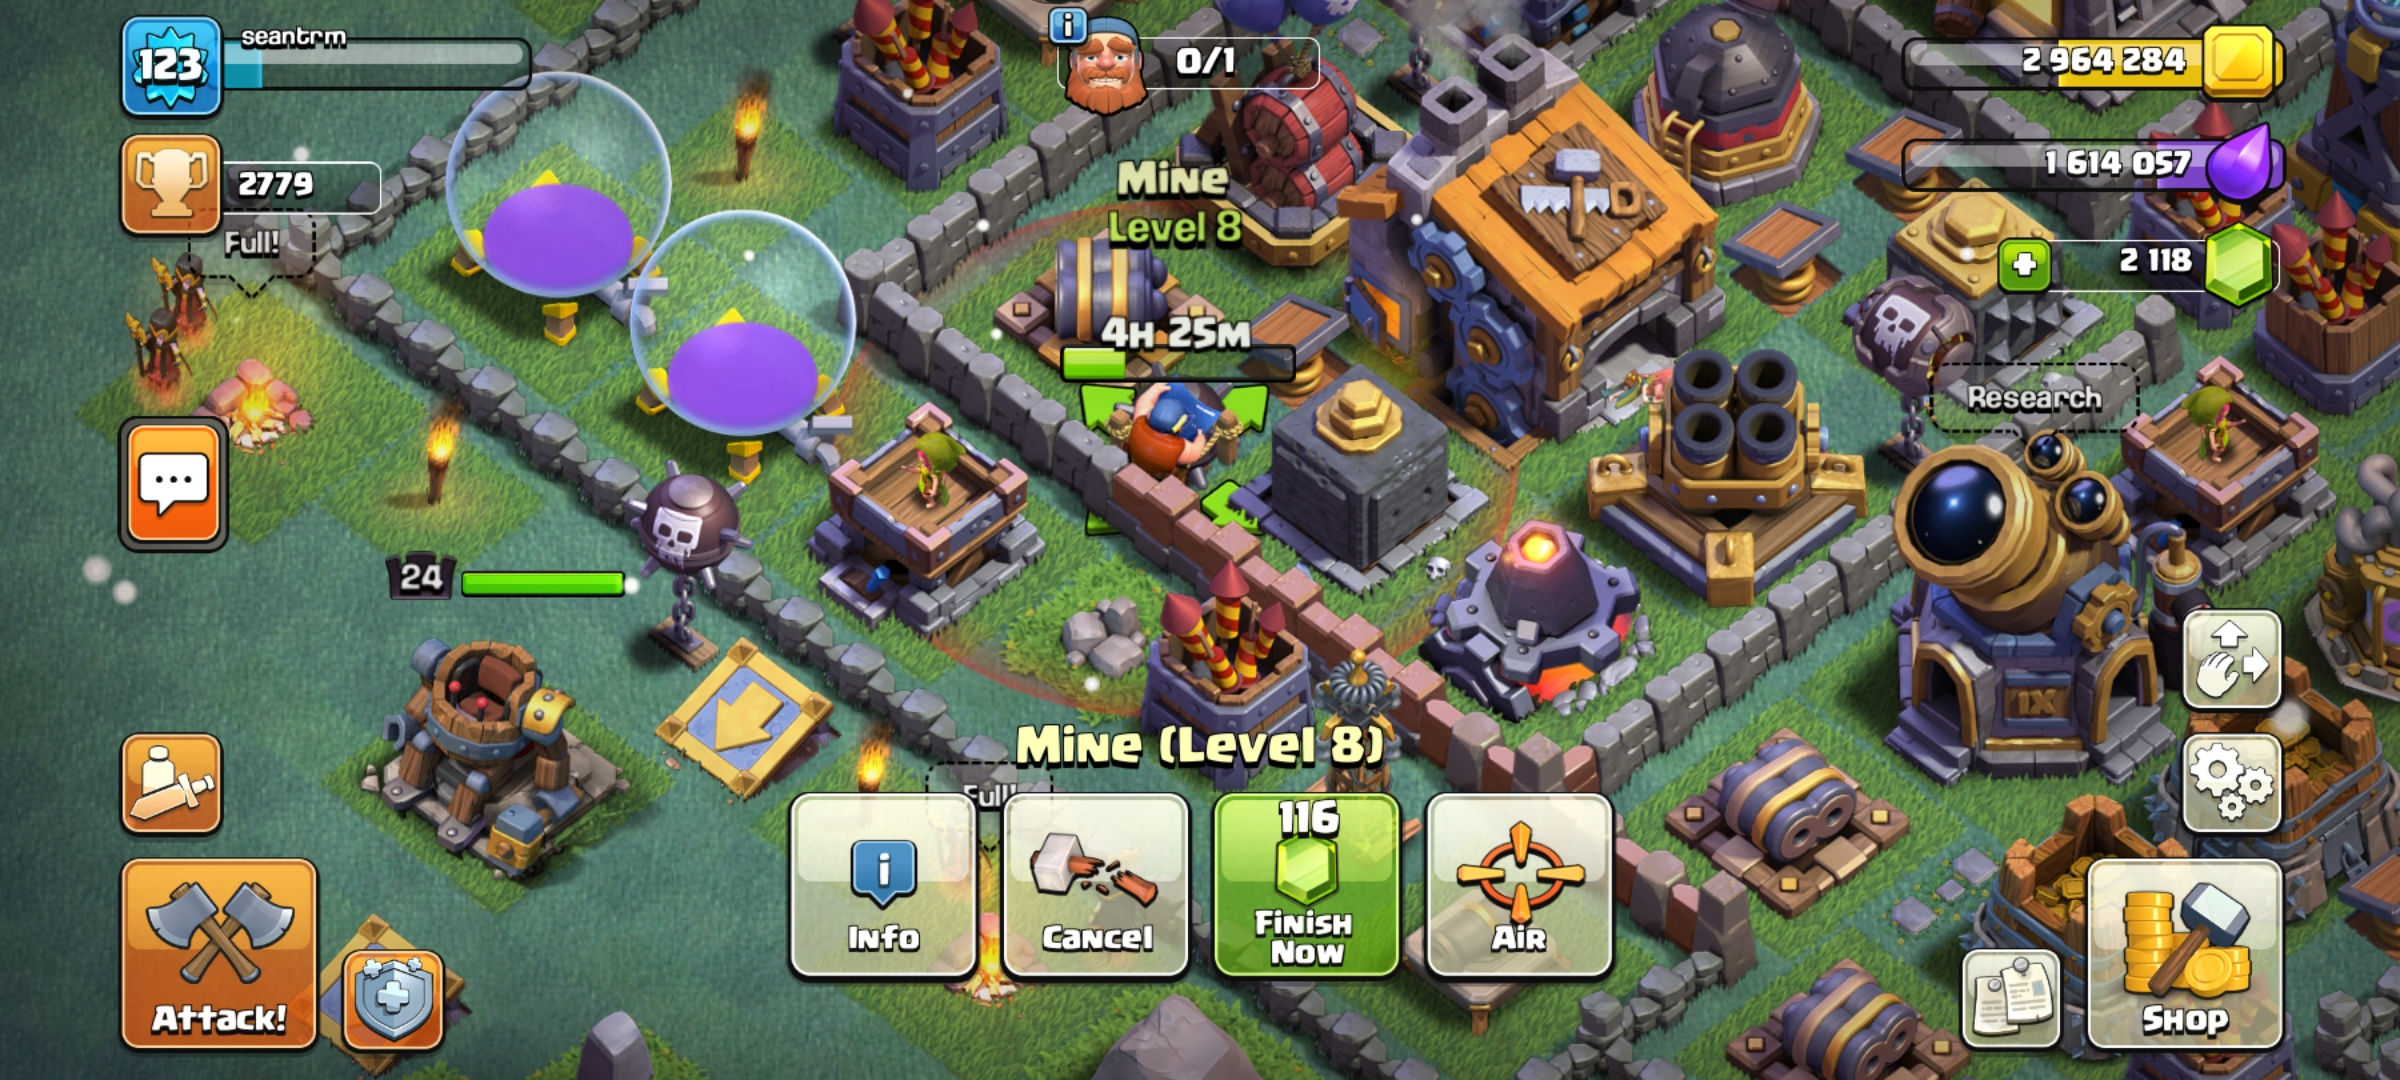 123
seantrm
0/1
2 964 284
2779
Full!
Mine
Level 8
1 614 057
2 118
4H 25M
Research
24
IX
Mine (Level 8)
Full!
Info
Cancel
116
Finish
Now
Air
Attack!
Shop